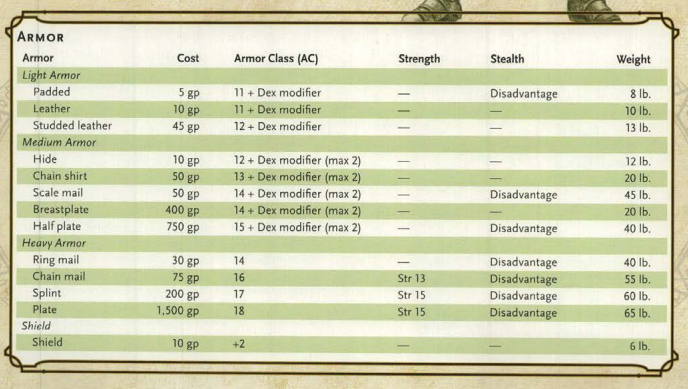 ARMOR
Armor Cost Armor Class (AC) Strength Stealth Weight
Light Armor
Padded 5 gp 11 + Dex modifier — Disadvantage 8 lb.
Leather 10 gp 11 + Dex modifier — — 10 lb.
Studded leather 45 gp 12 + Dex modifier — — 13 lb.
Medium Armor
Hide 10 gp 12 + Dex modifier (max 2) — — 12 lb.
Chain shirt 50 gp 13 + Dex modifier (max 2) — — 20 lb.
Scale mail 50 gp 14 + Dex modifier (max 2) — Disadvantage 45 lb.
Breastplate 400 gp 14 + Dex modifier (max 2) — — 20 lb.
Half plate 750 gp 15 + Dex modifier (max 2) — Disadvantage 40 lb.
Heavy Armor
Ring mail 30 gp 14 — Disadvantage 40 lb.
Chain mail 75 gp 16 Str 13 Disadvantage 55 lb.
Splint 200 gp 17 Str 15 Disadvantage 60 lb.
Plate 1,500 gp 18 Str 15 Disadvantage 65 lb.
Shield
Shield 10 gp +2 — — 6 lb.